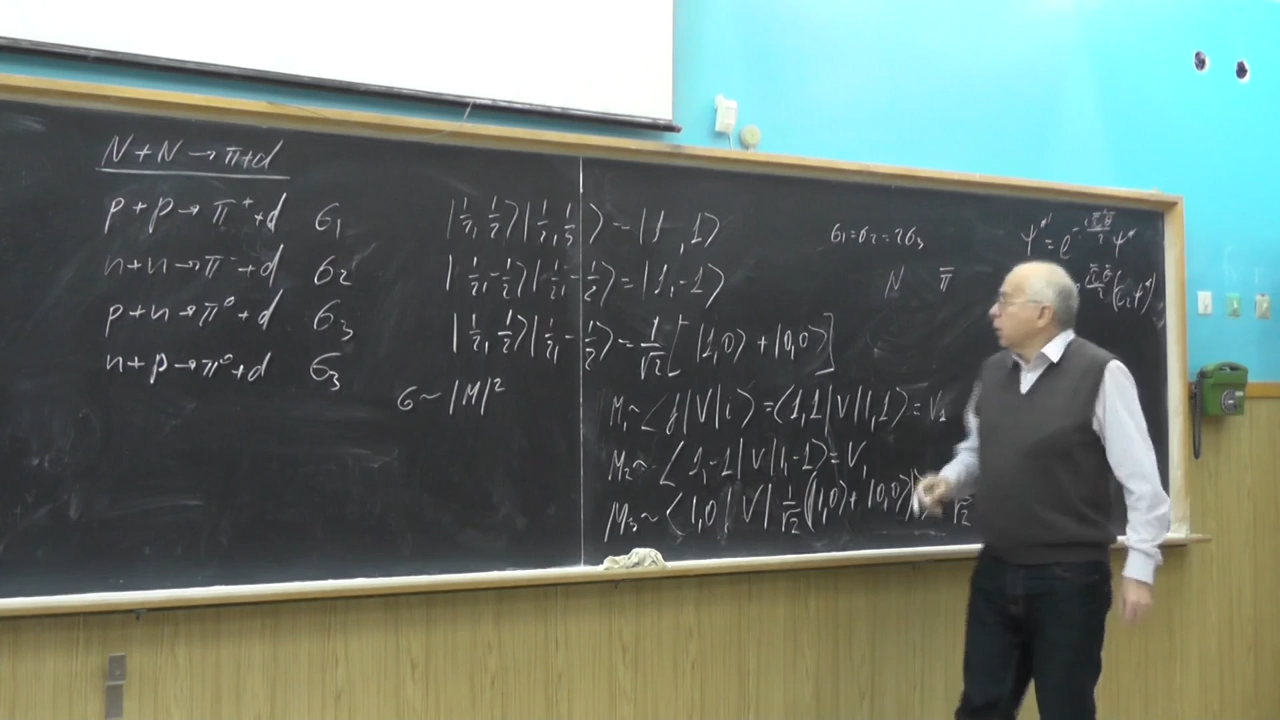 N+N→π+d
p+p→π⁺+d σ₁
n+n→π⁻+d σ₂
p+n→π⁰+d σ₃
n+p→π⁰+d σ₃
σ~|M|²
|½,½⟩|½,½⟩=|1,1⟩
|½,-½⟩|½,-½⟩=|1,-1⟩
|½,½⟩|½,-½⟩=1/√2[|1,0⟩+|0,0⟩]
M₁~⟨f|V|i⟩=⟨1,1|V|1,1⟩=V₁
M₂~⟨1,-1|V|1,-1⟩=V₁
M₃~⟨1,0|V|1/√2(|1,0⟩+|0,0⟩)⟩
σ₁=σ₂=2σ₃
N π̄